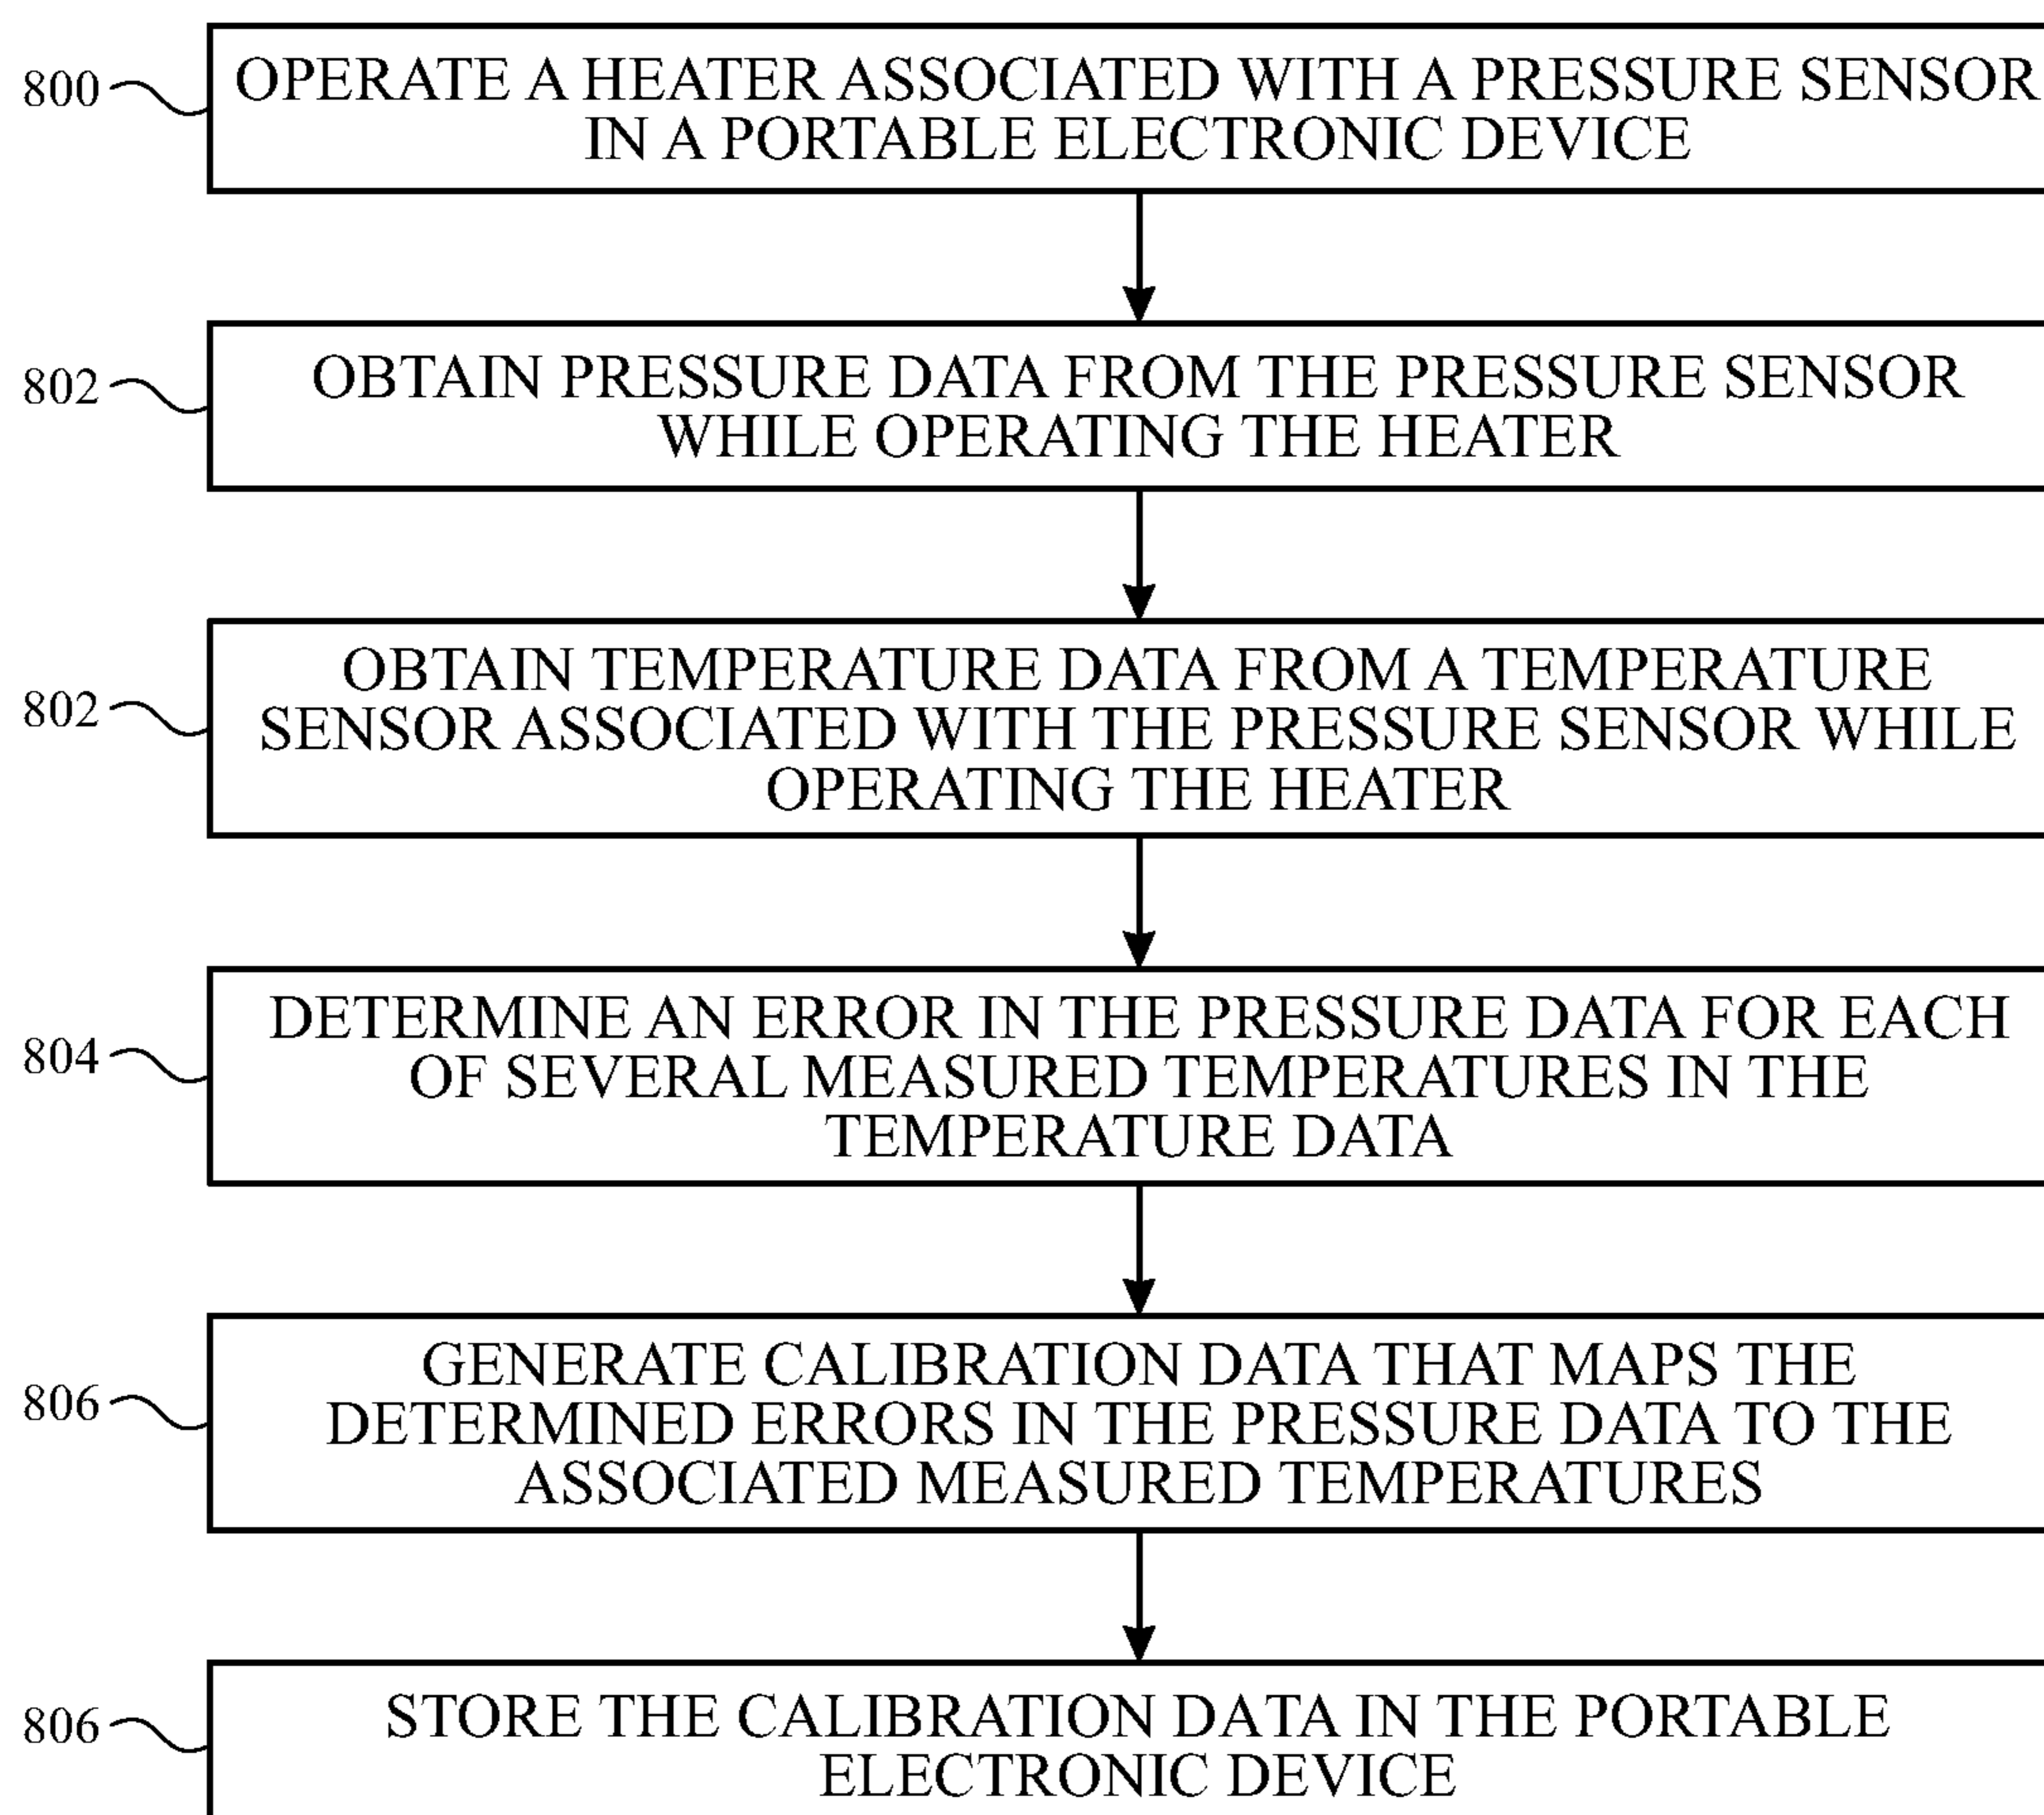 800
OPERATE A HEATER ASSOCIATED WITH A PRESSURE SENSOR
IN A PORTABLE ELECTRONIC DEVICE
802
OBTAIN PRESSURE DATA FROM THE PRESSURE SENSOR
WHILE OPERATING THE HEATER
802
OBTAIN TEMPERATURE DATA FROM A TEMPERATURE
SENSOR ASSOCIATED WITH THE PRESSURE SENSOR WHILE
OPERATING THE HEATER
804
DETERMINE AN ERROR IN THE PRESSURE DATA FOR EACH
OF SEVERAL MEASURED TEMPERATURES IN THE
TEMPERATURE DATA
806
GENERATE CALIBRATION DATA THAT MAPS THE
DETERMINED ERRORS IN THE PRESSURE DATA TO THE
ASSOCIATED MEASURED TEMPERATURES
806
STORE THE CALIBRATION DATA IN THE PORTABLE
ELECTRONIC DEVICE